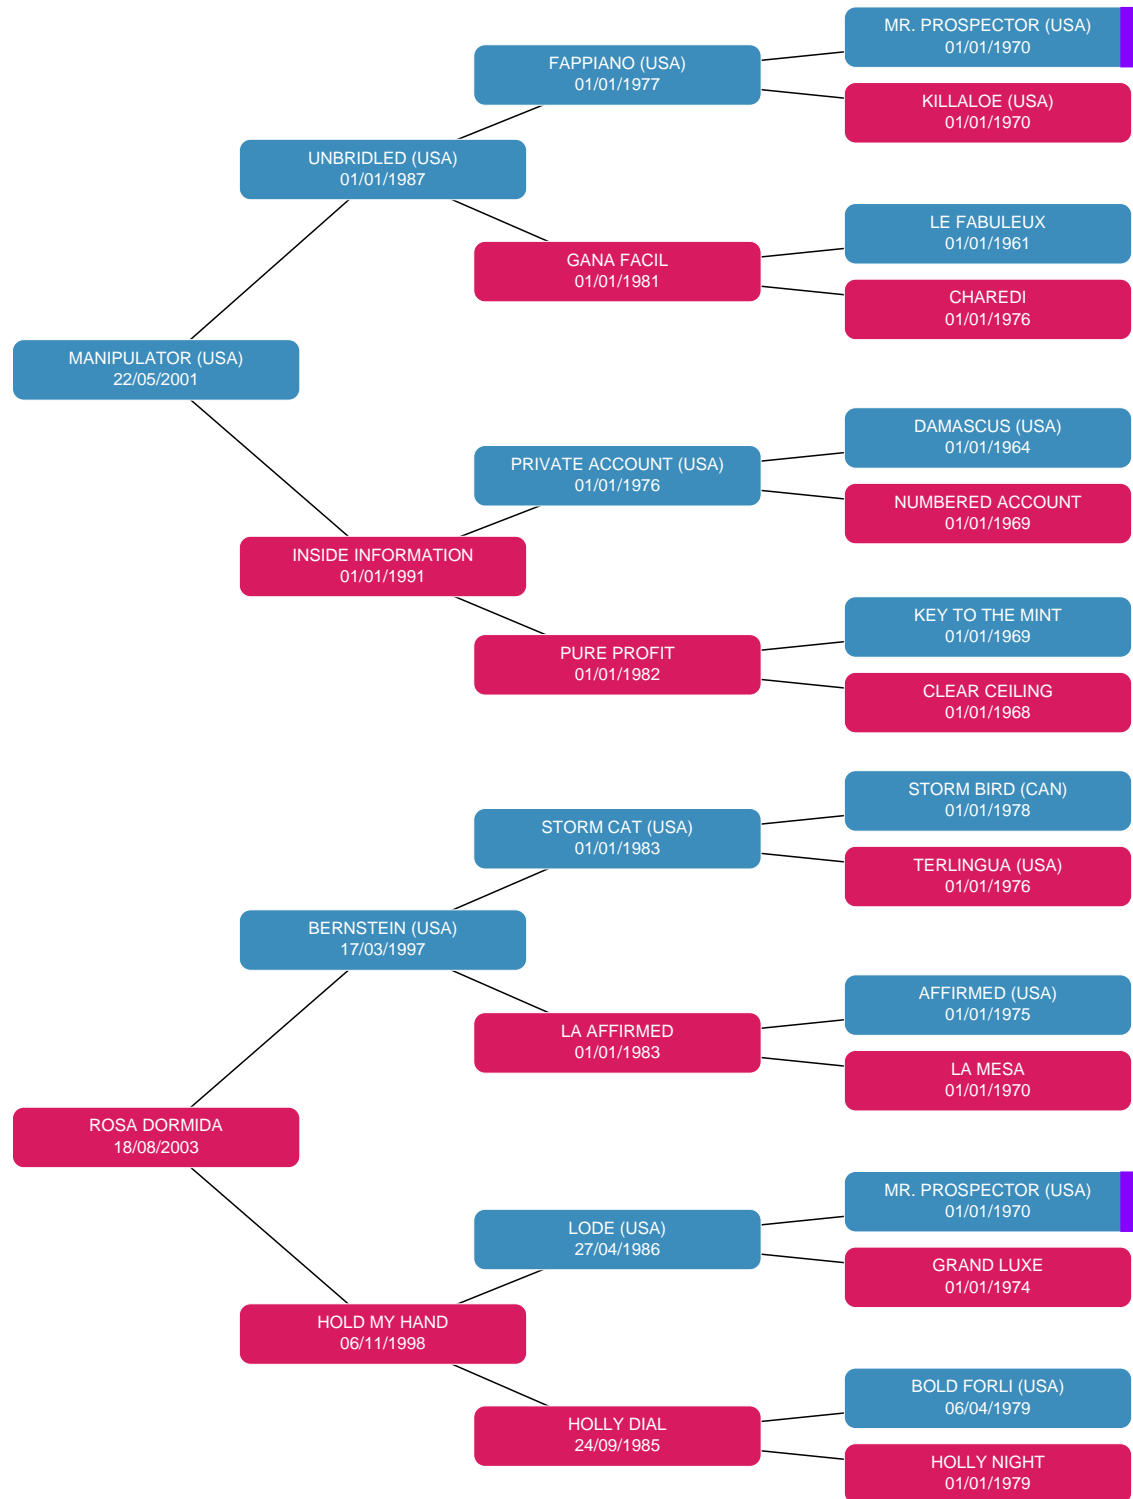 MR. PROSPECTOR (USA)
01/01/1970
FAPPIANO (USA)
01/01/1977
KILLALOE (USA)
01/01/1970
UNBRIDLED (USA)
01/01/1987
LE FABULEUX
01/01/1961
GANA FACIL
01/01/1981
CHAREDI
01/01/1976
MANIPULATOR (USA)
22/05/2001
DAMASCUS (USA)
01/01/1964
PRIVATE ACCOUNT (USA)
01/01/1976
NUMBERED ACCOUNT
01/01/1969
INSIDE INFORMATION
01/01/1991
KEY TO THE MINT
01/01/1969
PURE PROFIT
01/01/1982
CLEAR CEILING
01/01/1968
STORM BIRD (CAN)
01/01/1978
STORM CAT (USA)
01/01/1983
TERLINGUA (USA)
01/01/1976
BERNSTEIN (USA)
17/03/1997
AFFIRMED (USA)
01/01/1975
LA AFFIRMED
01/01/1983
LA MESA
01/01/1970
ROSA DORMIDA
18/08/2003
MR. PROSPECTOR (USA)
01/01/1970
LODE (USA)
27/04/1986
GRAND LUXE
01/01/1974
HOLD MY HAND
06/11/1998
BOLD FORLI (USA)
06/04/1979
HOLLY DIAL
24/09/1985
HOLLY NIGHT
01/01/1979